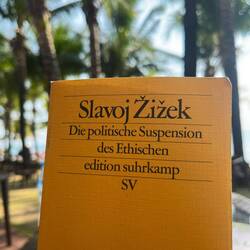 Slavoj Žižek
Die politische Suspension
des Ethischen
edition suhrkamp
SV